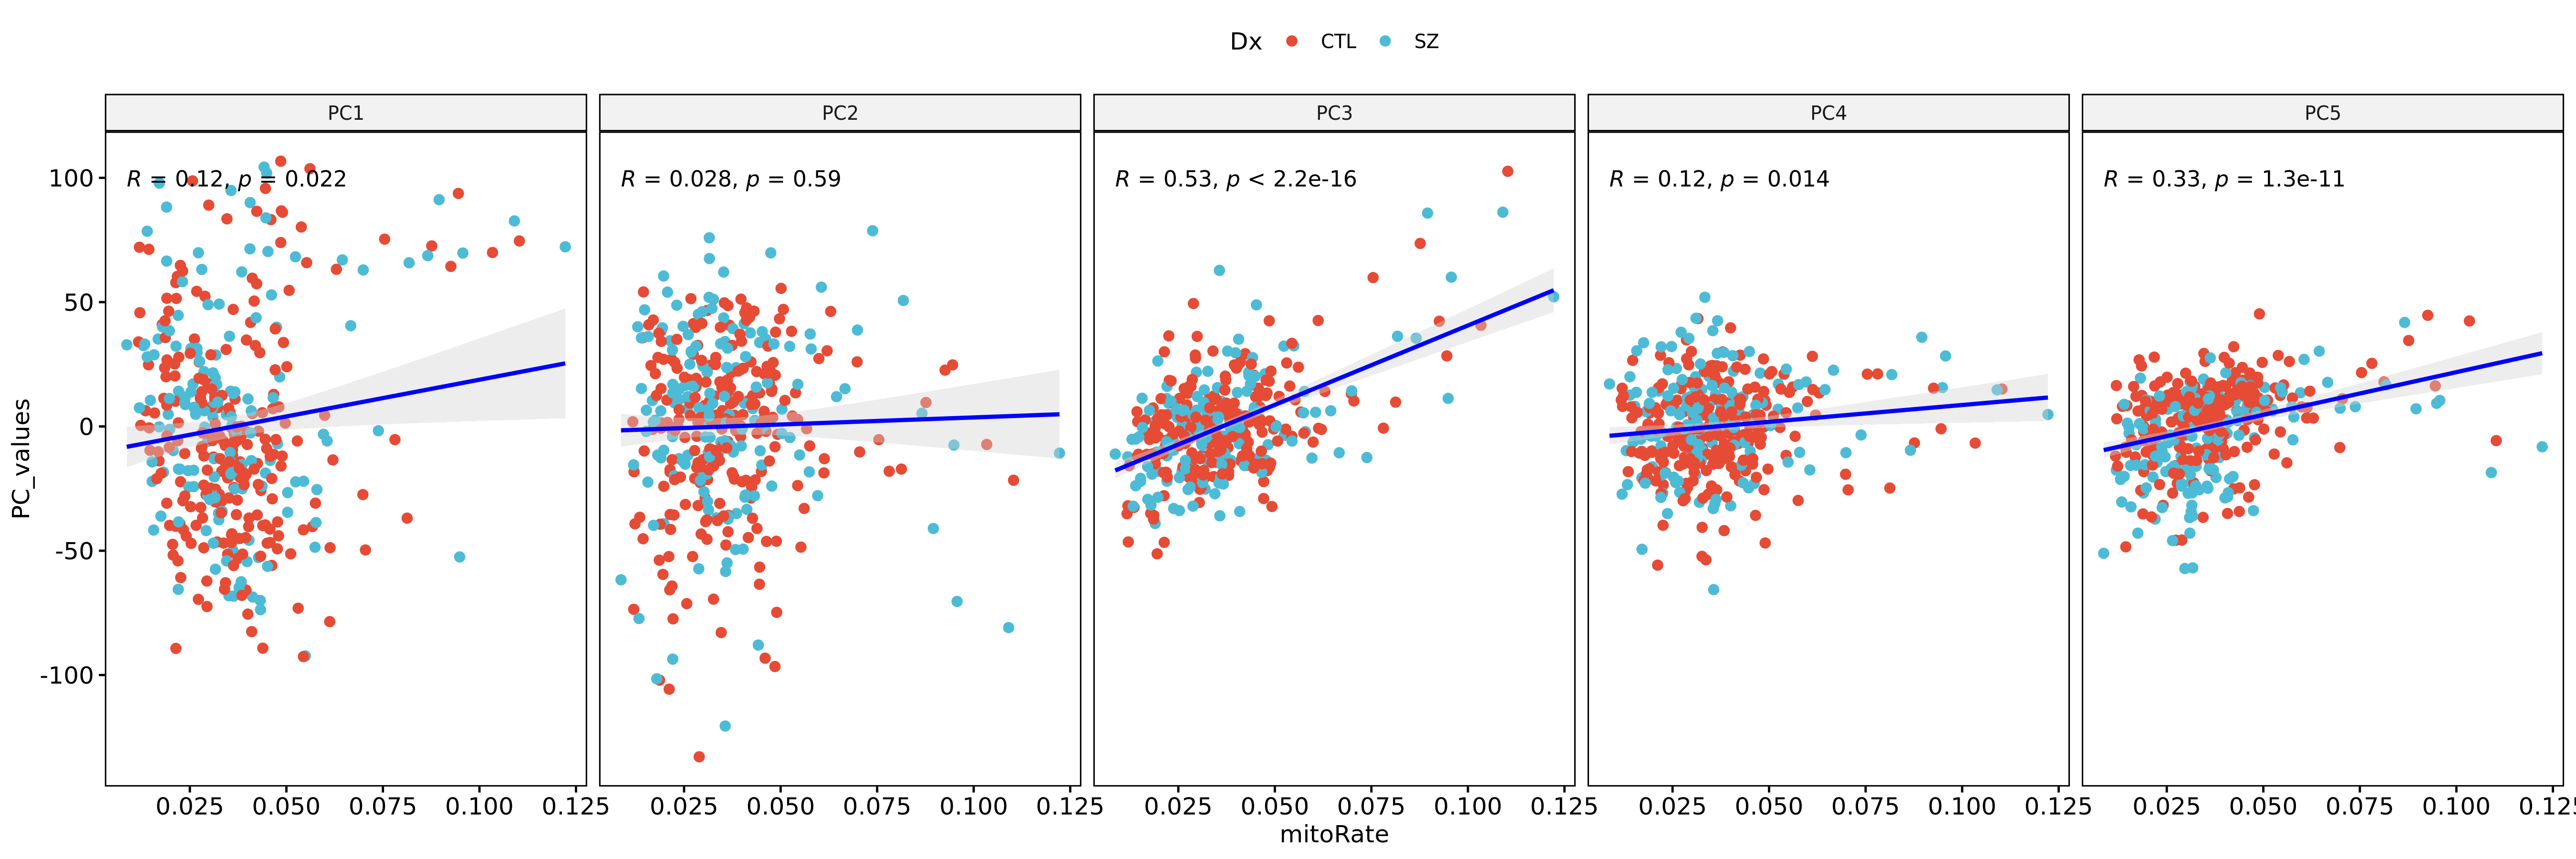 Dx CTL SZ
PC1 PC2 PC3 PC4 PC5
R = 0.12, p = 0.022 R = 0.028, p = 0.59 R = 0.53, p < 2.2e-16 R = 0.12, p = 0.014 R = 0.33, p = 1.3e-11
100
50
0
-50
-100
PC_values
0.025 0.050 0.075 0.100 0.125 0.025 0.050 0.075 0.100 0.125 0.025 0.050 0.075 0.100 0.125 0.025 0.050 0.075 0.100 0.125 0.025 0.050 0.075 0.100 0.125
mitoRate